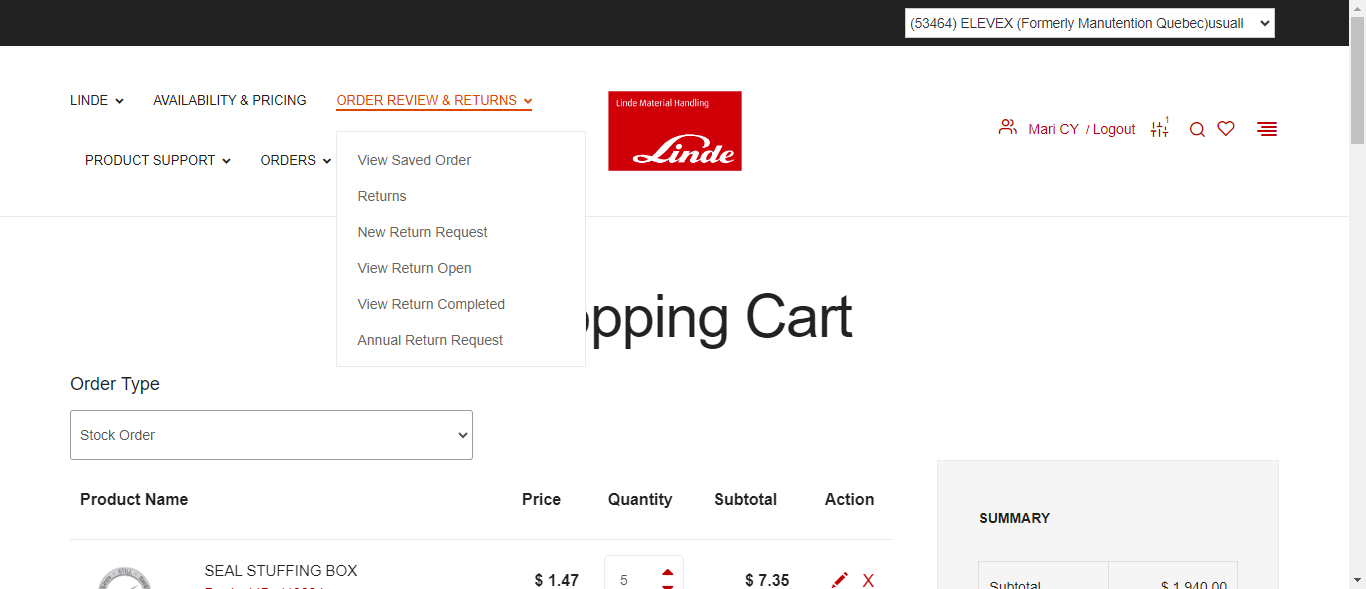 (53464) ELEVEX (Formerly Manutention Quebec)usuall
LINDE
AVAILABILITY & PRICING
ORDER REVIEW & RETURNS
PRODUCT SUPPORT
ORDERS
View Saved Order
Returns
New Return Request
View Return Open
View Return Completed
Annual Return Request
Linde Material Handling
Linde
Mari CY / Logout
1
opping Cart
Order Type
Stock Order
Product Name Price Quantity Subtotal Action
SEAL STUFFING BOX
$ 1.47 5 $ 7.35 X
SUMMARY
Subtotal $ 1,940.00